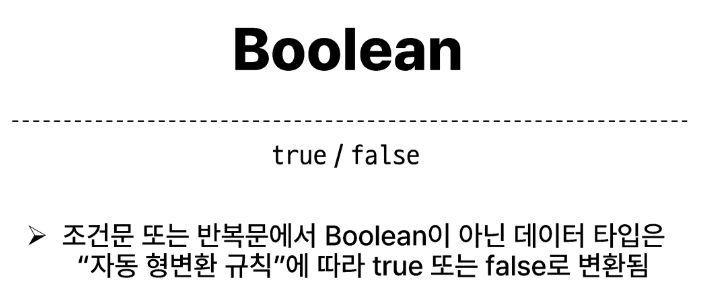 Boolean
true / false
➤ 조건문 또는 반복문에서 Boolean이 아닌 데이터 타입은
“자동 형변환 규칙”에 따라 true 또는 false로 변환됨